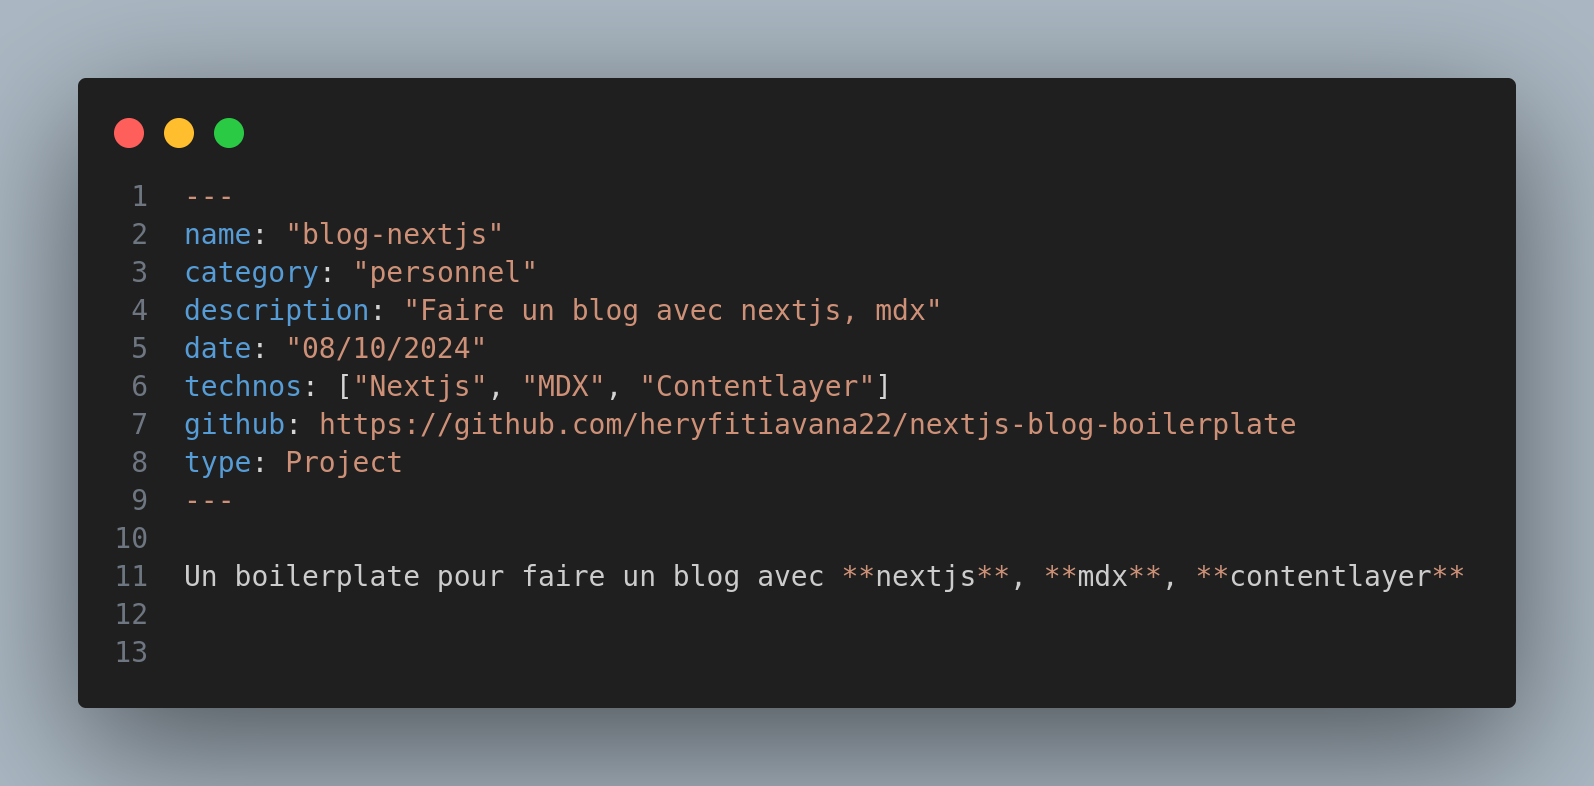 1 ---
2 name: "blog-nextjs"
3 category: "personnel"
4 description: "Faire un blog avec nextjs, mdx"
5 date: "08/10/2024"
6 technos: ["Nextjs", "MDX", "Contentlayer"]
7 github: https://github.com/heryfitiavana22/nextjs-blog-boilerplate
8 type: Project
9 ---
10
11 Un boilerplate pour faire un blog avec **nextjs**, **mdx**, **contentlayer**
12
13